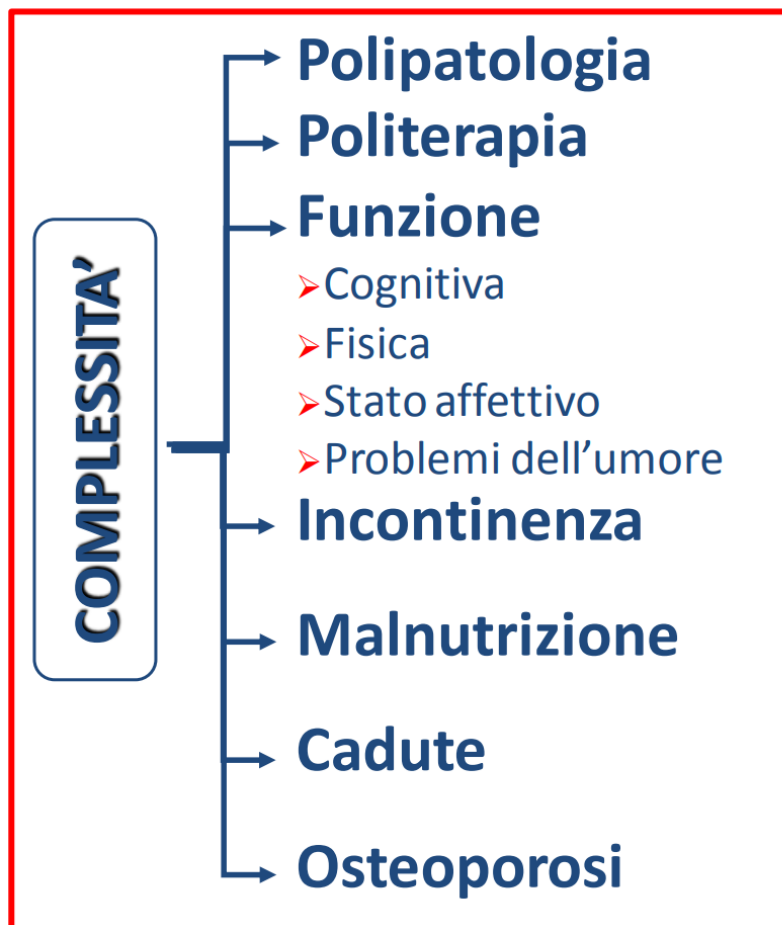 COMPLESSITA’
Polipatologia
Politerapia
Funzione
Cognitiva
Fisica
Stato affettivo
Problemi dell’umore
Incontinenza
Malnutrizione
Cadute
Osteoporosi